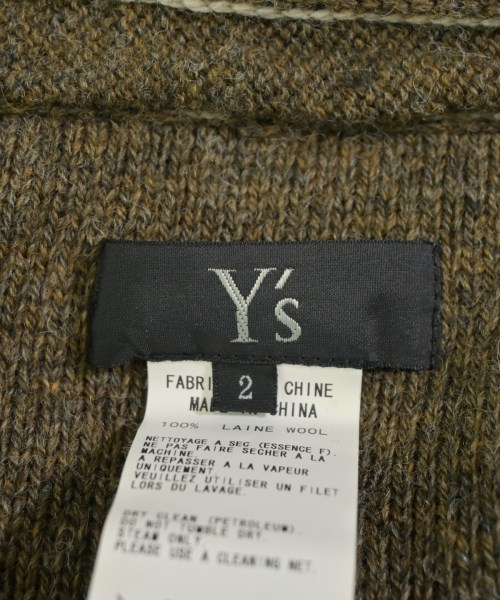 Y's
2
FABRI CHINE
MA IN CHINA
100% LAINE WOOL
NETTOYAGE A SEC (ESSENCE F).
NE PAS FAIRE SECHER A LA
MACHINE.
A REPASSER A LA VAPEUR
UNIQUEMENT.
VEUILLEZ UTILISER UN FILET
LORS DU LAVAGE.
DRY CLEAN (PETROLEUM).
DO NOT TUMBLE DRY.
STEAM ONLY.
PLEASE USE A CLEANING NET.